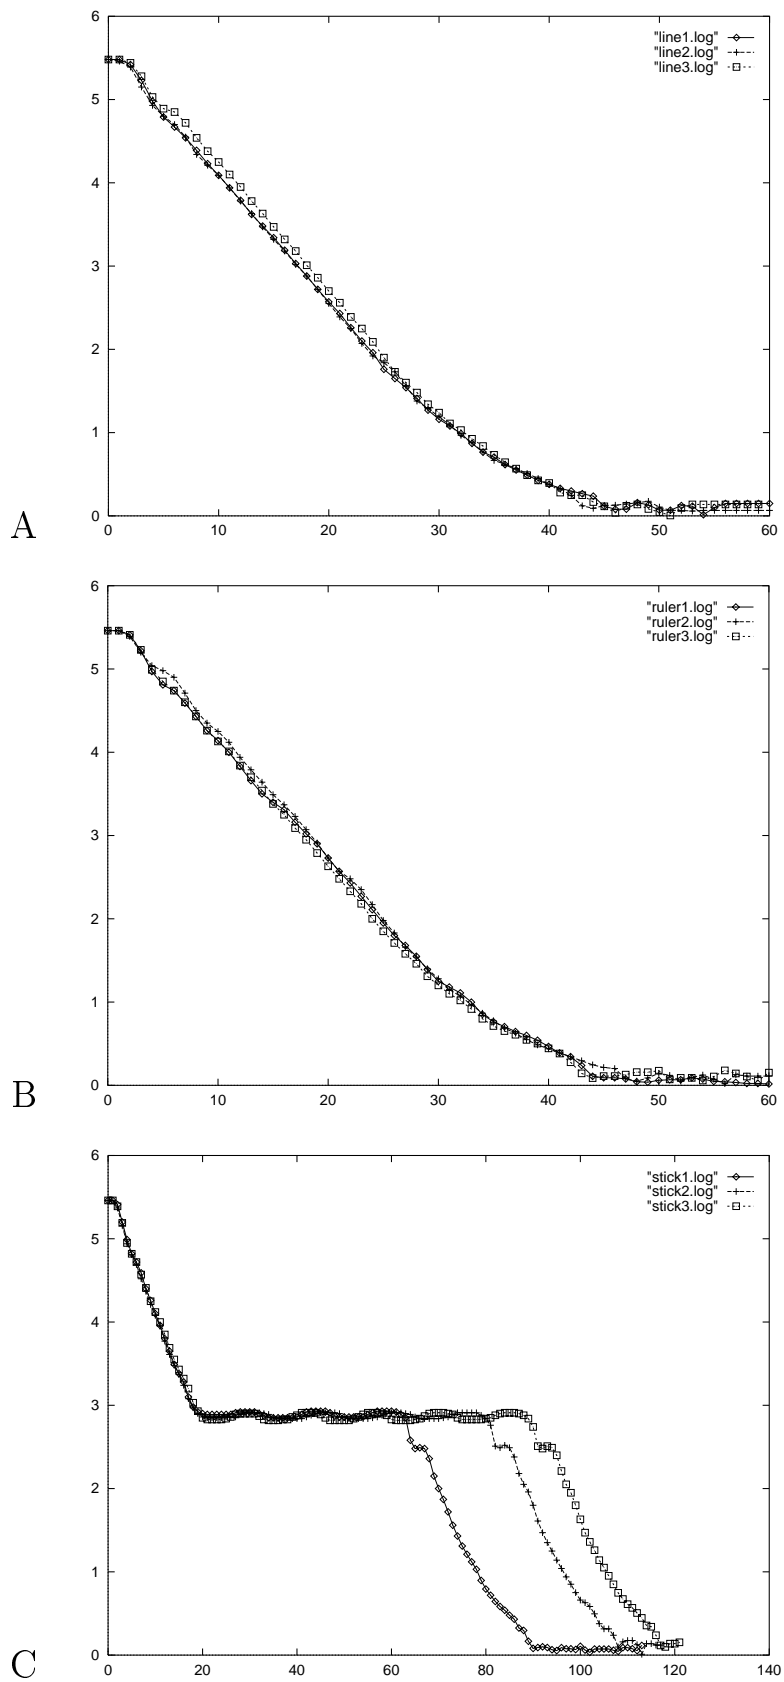 6
5
4
3
2
1
0
0 10 20 30 40 50 60
"line1.log"
"line2.log"
"line3.log"
A
6
5
4
3
2
1
0
0 10 20 30 40 50 60
"ruler1.log"
"ruler2.log"
"ruler3.log"
B
6
5
4
3
2
1
0
0 20 40 60 80 100 120 140
"stick1.log"
"stick2.log"
"stick3.log"
C